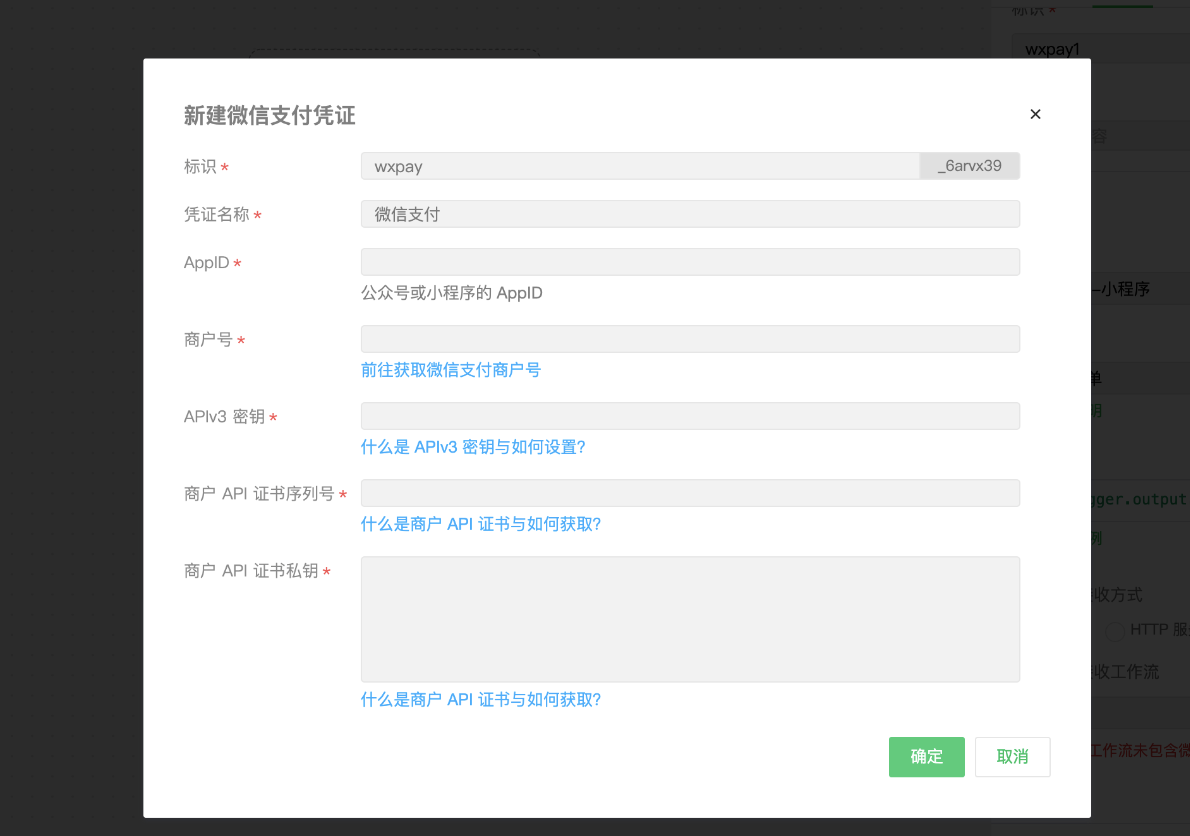 标识 *
wxpay1
新建微信支付凭证
×
容
标识 *
wxpay
_6arvx39
凭证名称 *
微信支付
AppID *
公众号或小程序的 AppID
–小程序
商户号 *
前往获取微信支付商户号
单
明
APIv3 密钥 *
什么是 APIv3 密钥与如何设置?
商户 API 证书序列号 *
gger.output
什么是商户 API 证书与如何获取?
例
商户 API 证书私钥 *
收方式
HTTP 服
收工作流
什么是商户 API 证书与如何获取?
工作流未包含微
确定
取消